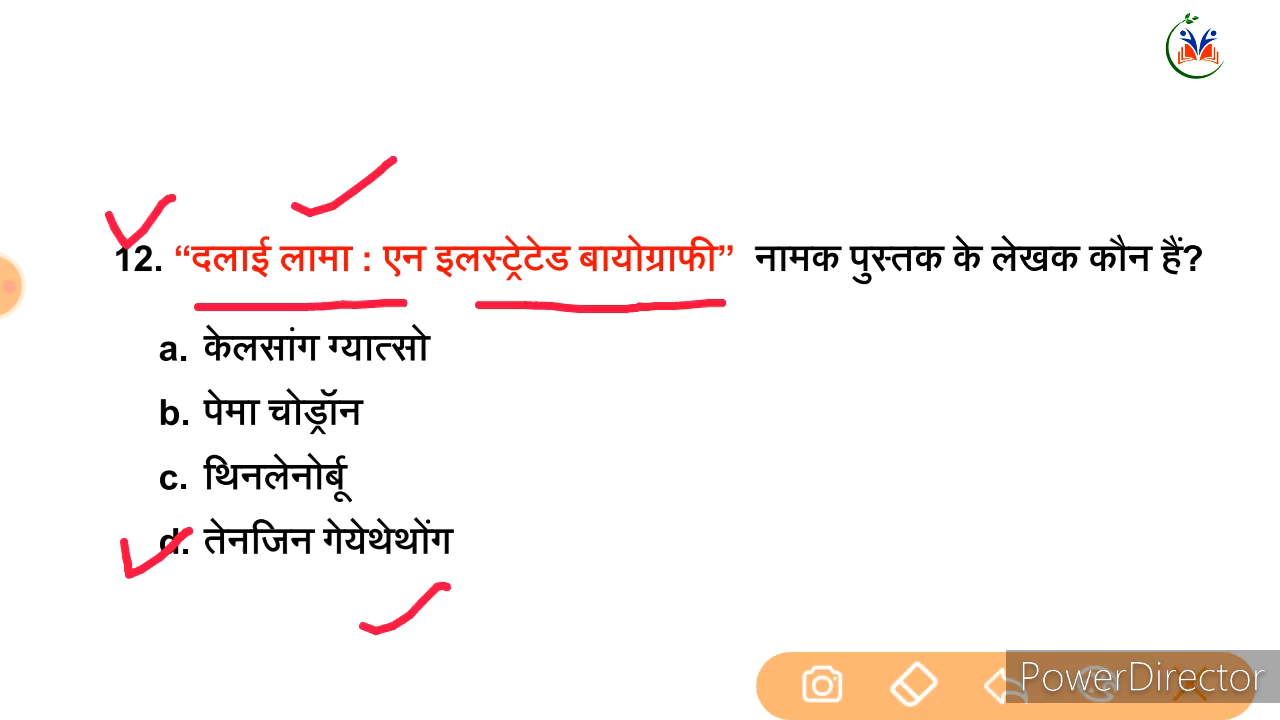 12. “दलाई लामा : एन इलस्ट्रेटेड बायोग्राफी” नामक पुस्तक के लेखक कौन हैं?
a. केलसांग ग्यात्सो
b. पेमा चोड्रॉन
c. थिनलेनोर्बू
d. तेनजिन गेयेथेथोंग
PowerDirector